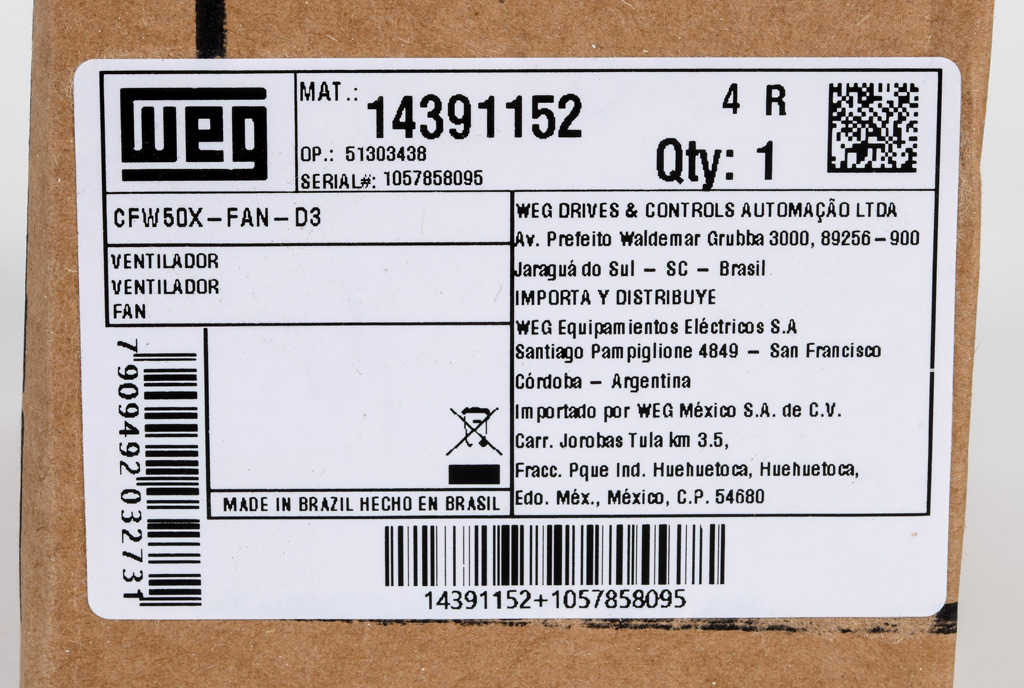 weg
MAT.: 14391152
4 R
OP.: 51303438
Qty: 1
SERIAL#: 1057858095
CFW50X-FAN-D3
VENTILADOR
VENTILADOR
FAN
WEG DRIVES & CONTROLS AUTOMAÇÃO LTDA
Av. Prefeito Waldemar Grubba 3000, 89256-900
Jaraguá do Sul - SC - Brasil
IMPORTA Y DISTRIBUYE
WEG Equipamientos Eléctricos S.A
Santiago Pampiglione 4849 - San Francisco
Córdoba - Argentina
Importado por WEG México S.A. de C.V.
Carr. Jorobas Tula km 3.5,
Fracc. Pque Ind. Huehuetoca, Huehuetoca,
Edo. Méx., México, C.P. 54680
MADE IN BRAZIL HECHO EN BRASIL
7909492032731
14391152+1057858095